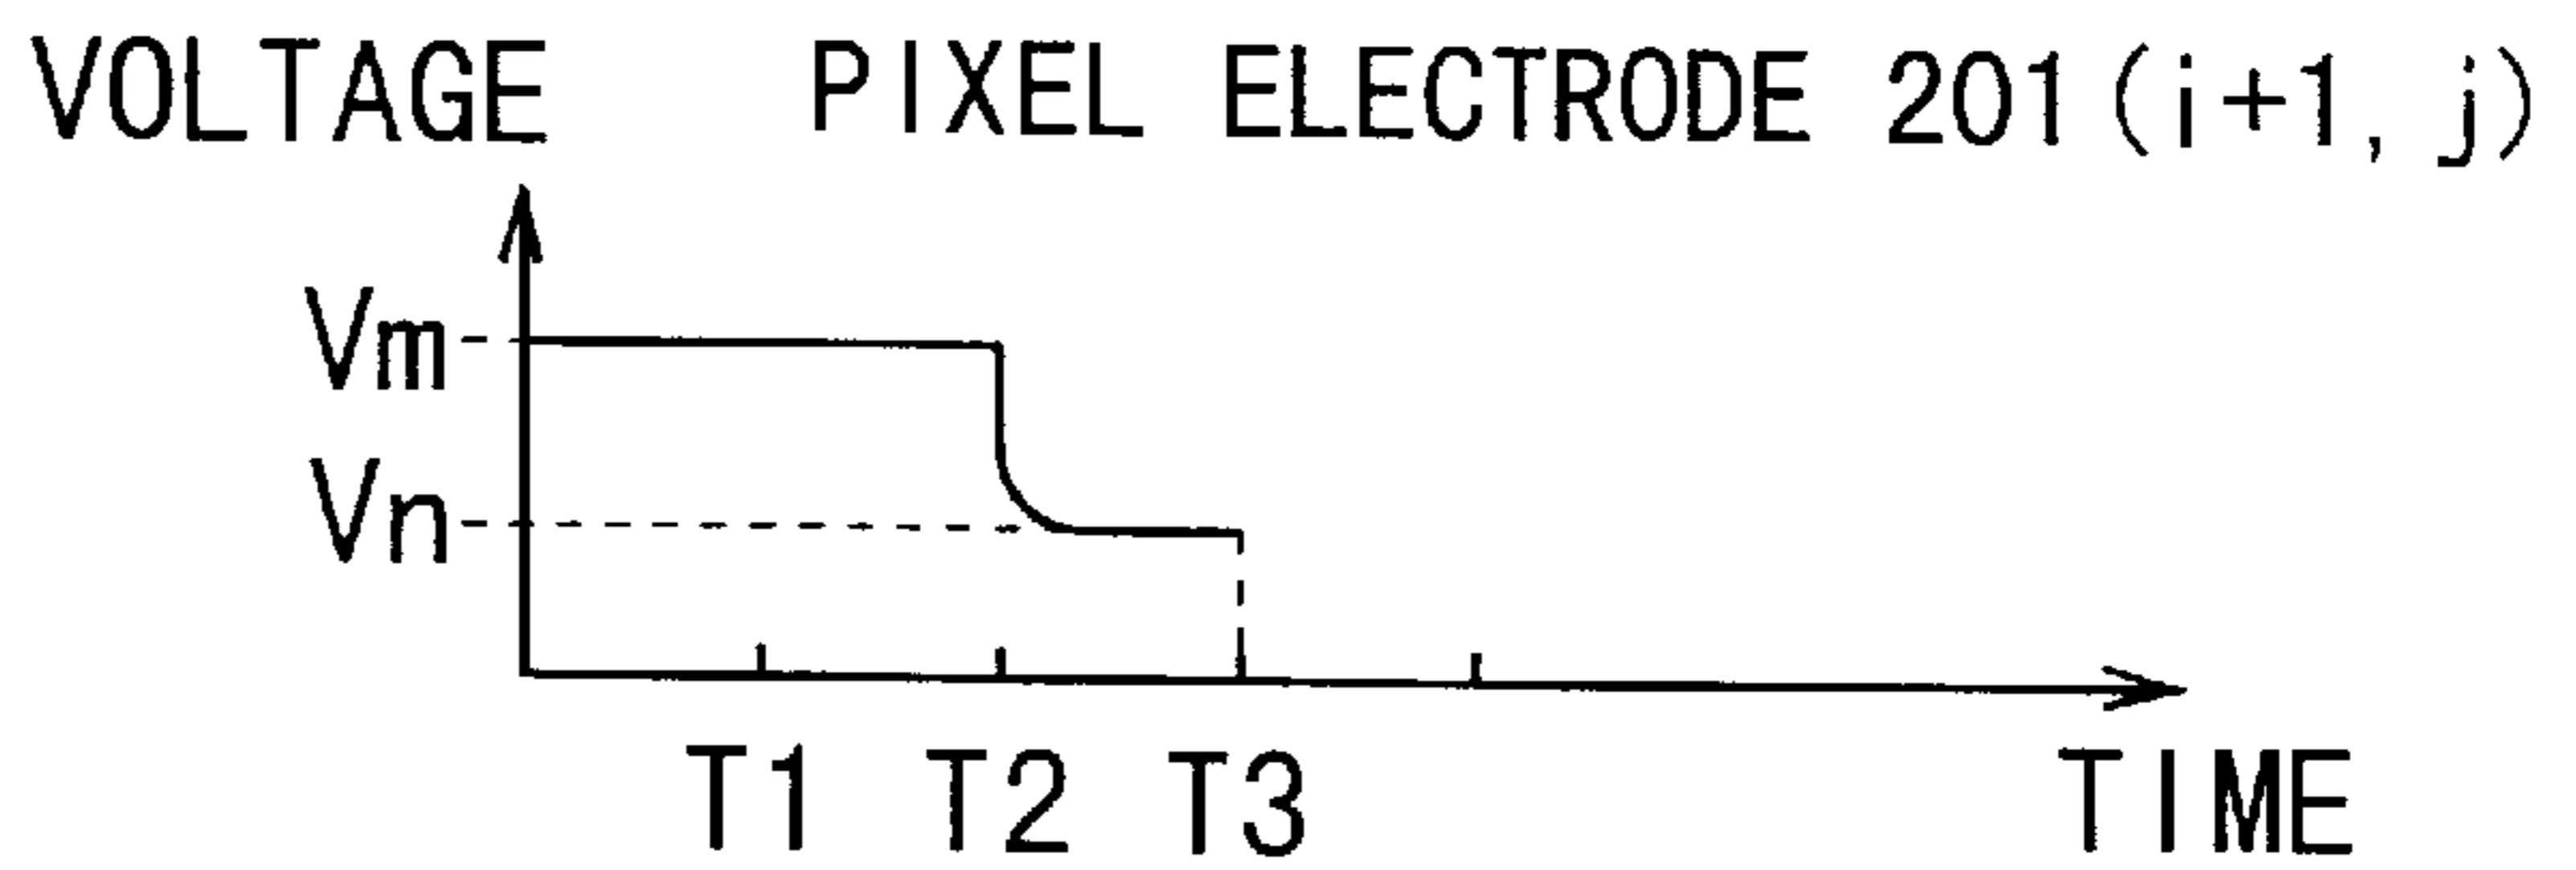 VOLTAGE PIXEL ELECTRODE 201(i+1, j)
Vm
Vn
T1 T2 T3 TIME